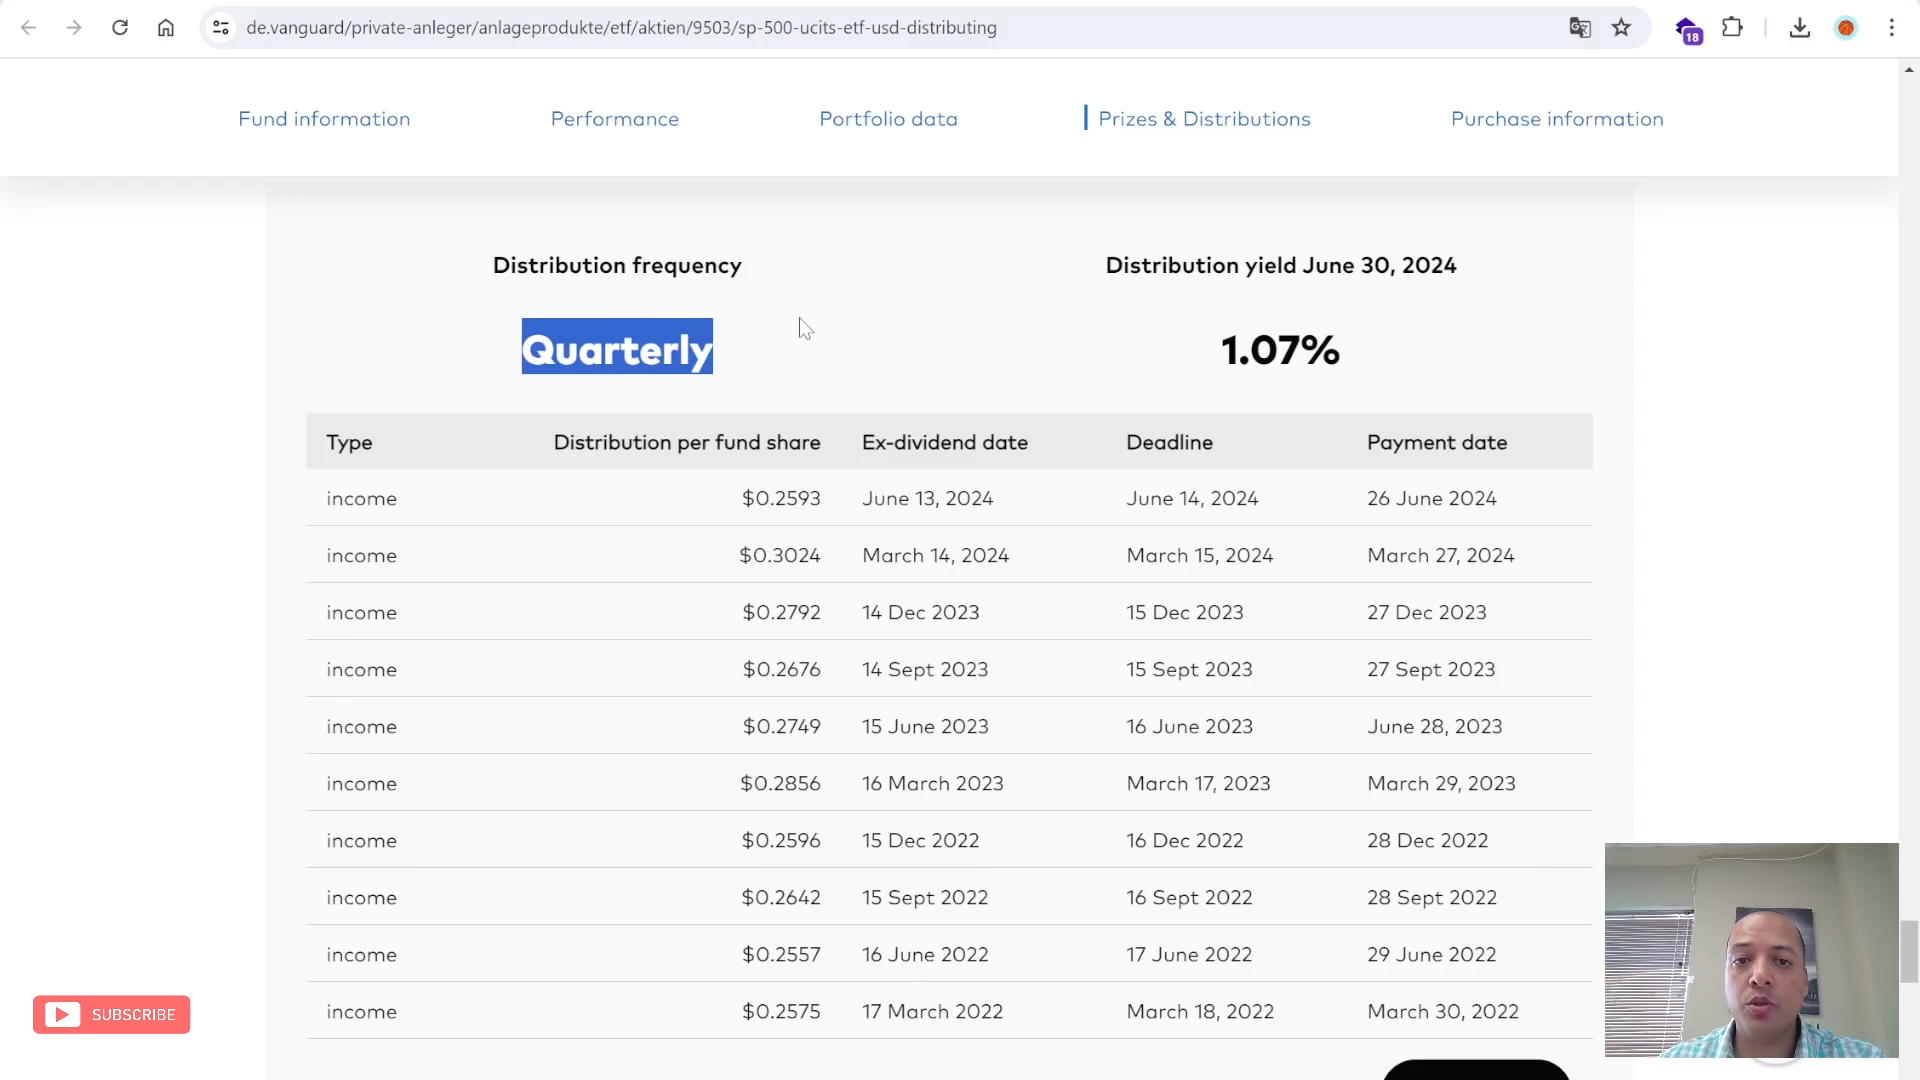 de.vanguard/private-anleger/anlageprodukte/etf/aktien/9503/sp-500-ucits-etf-usd-distributing
18
Fund information Performance Portfolio data Prizes & Distributions Purchase information
Distribution frequency Distribution yield June 30, 2024
Quarterly 1.07%
Type Distribution per fund share Ex-dividend date Deadline Payment date
income $0.2593 June 13, 2024 June 14, 2024 26 June 2024
income $0.3024 March 14, 2024 March 15, 2024 March 27, 2024
income $0.2792 14 Dec 2023 15 Dec 2023 27 Dec 2023
income $0.2676 14 Sept 2023 15 Sept 2023 27 Sept 2023
income $0.2749 15 June 2023 16 June 2023 June 28, 2023
income $0.2856 16 March 2023 March 17, 2023 March 29, 2023
income $0.2596 15 Dec 2022 16 Dec 2022 28 Dec 2022
income $0.2642 15 Sept 2022 16 Sept 2022 28 Sept 2022
income $0.2557 16 June 2022 17 June 2022 29 June 2022
income $0.2575 17 March 2022 March 18, 2022 March 30, 2022
SUBSCRIBE